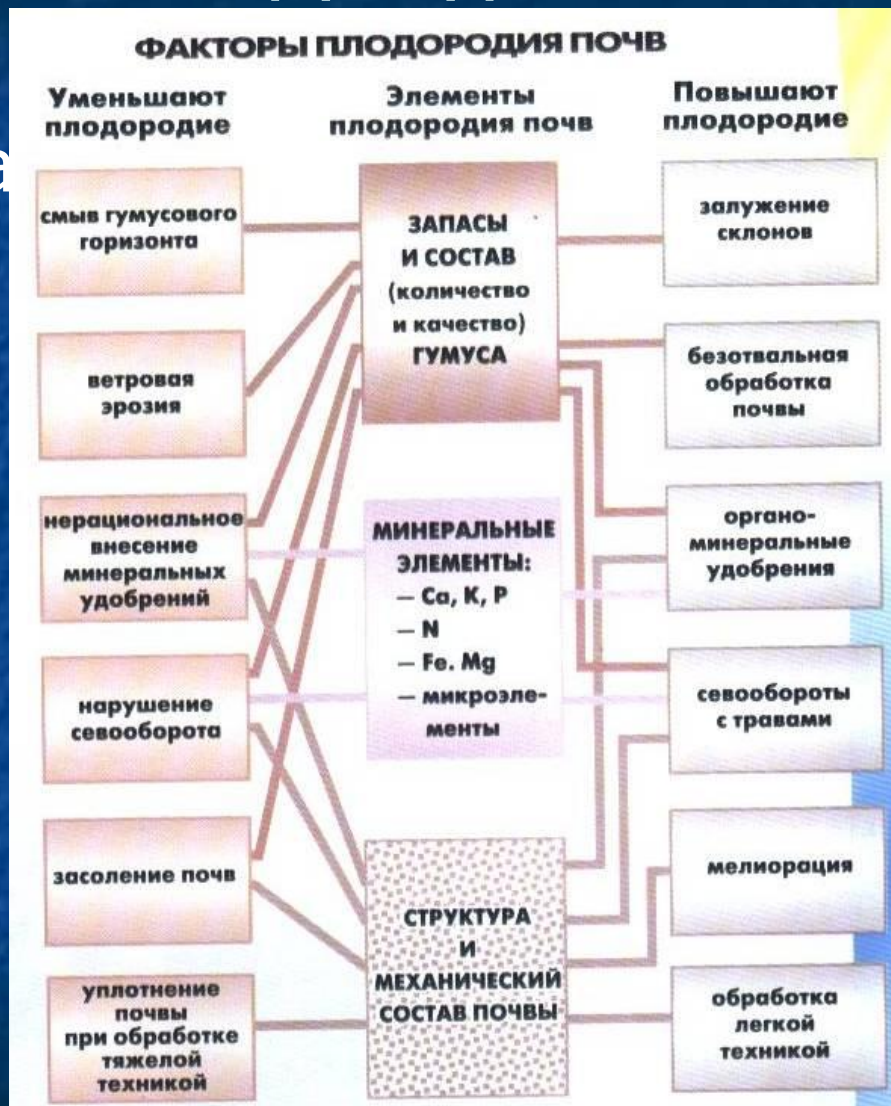 ФАКТОРЫ ПЛОДОРОДИЯ ПОЧВ
Уменьшают
плодородие
Элементы
плодородия почв
Повышают
плодородие
смыв гумусового
горизонта
ветровая
эрозия
нерациональное
внесение
минеральных
удобрений
нарушение
севооборота
засоление почв
уплотнение
почвы
при обработке
тяжелой
техникой
ЗАПАСЫ
И СОСТАВ
(количество
и качество)
ГУМУСА
МИНЕРАЛЬНЫЕ
ЭЛЕМЕНТЫ:
— Ca, K, P
— N
— Fe. Mg
— микроэле-
менты
СТРУКТУРА
И
МЕХАНИЧЕСКИЙ
СОСТАВ ПОЧВЫ
залужение
склонов
безотвальная
обработка
почвы
органо-
минеральные
удобрения
севообороты
с травами
мелиорация
обработка
легкой
техникой